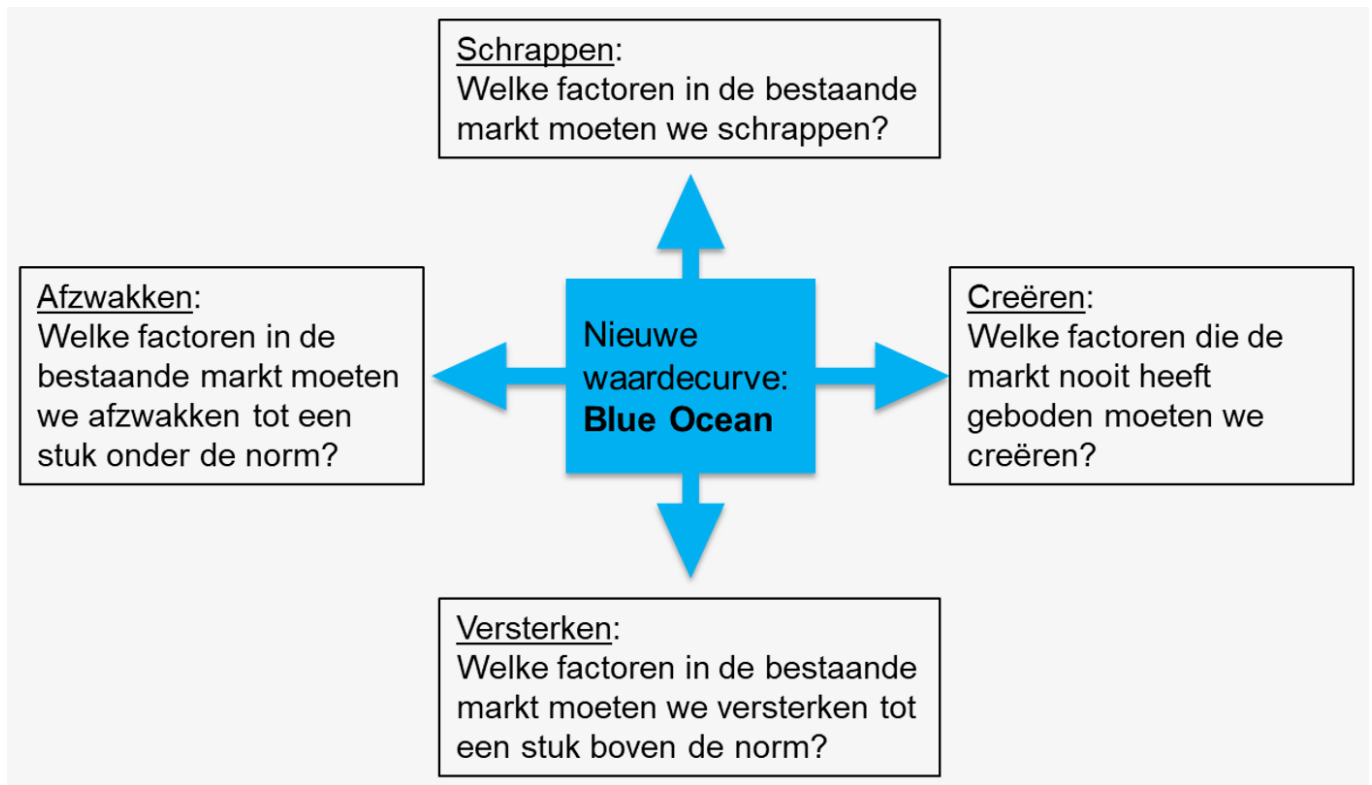 Schrappen:
Welke factoren in de bestaande
markt moeten we schrappen?
Afzwakken:
Welke factoren in de
bestaande markt moeten
we afzwakken tot een
stuk onder de norm?
Nieuwe
waardecurve:
Blue Ocean
Creëren:
Welke factoren die de
markt nooit heeft
geboden moeten we
creëren?
Versterken:
Welke factoren in de bestaande
markt moeten we versterken tot
een stuk boven de norm?